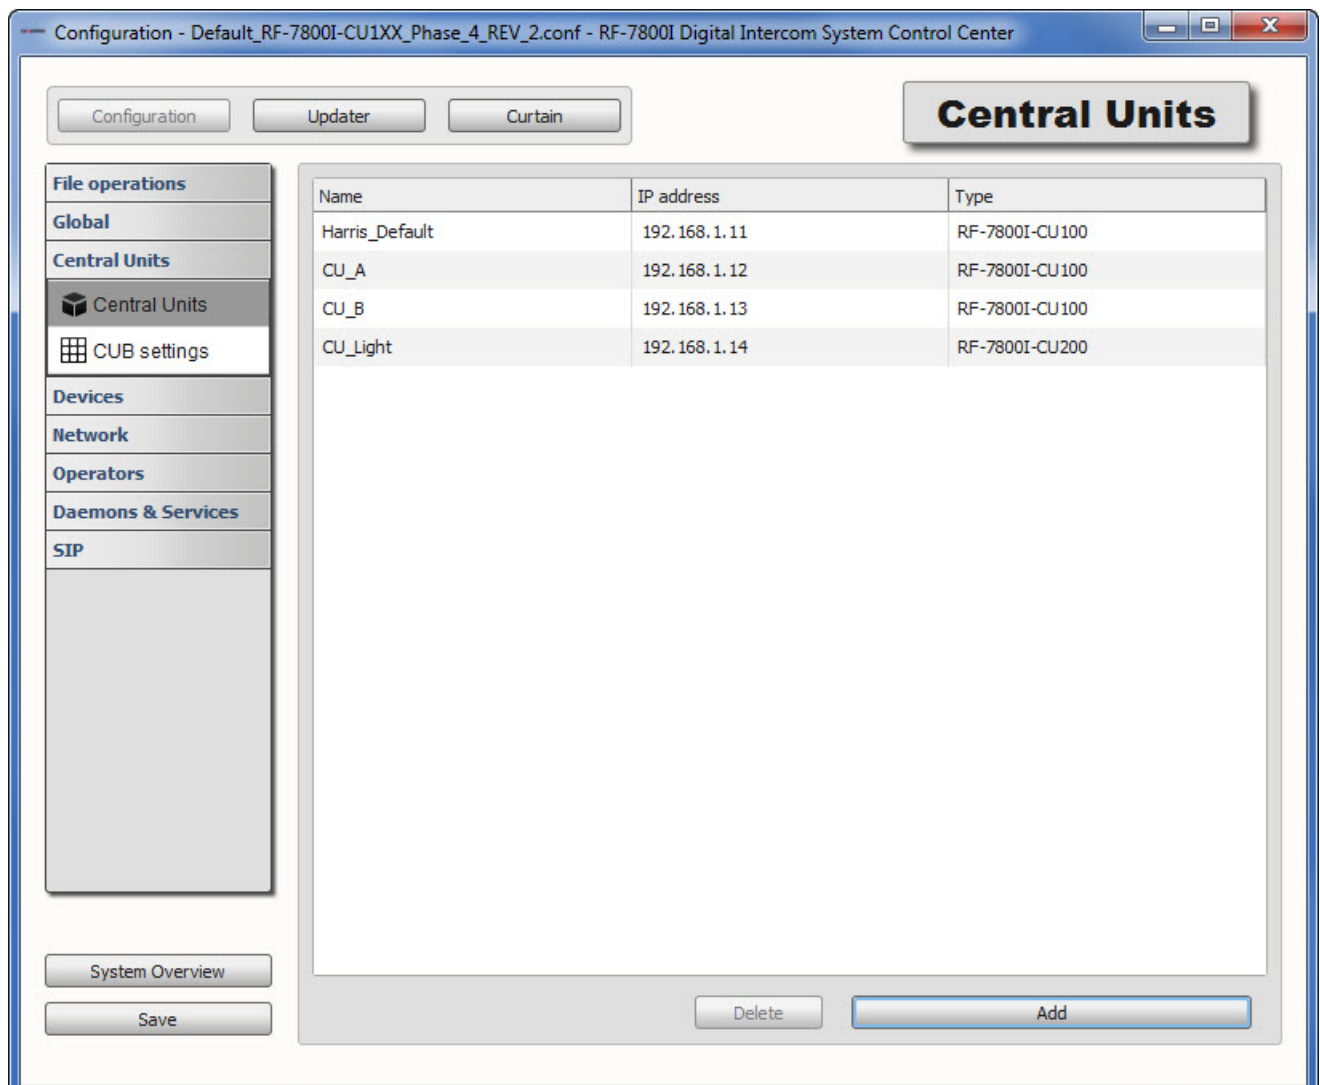 Configuration - Default_RF-7800I-CU1XX_Phase_4_REV_2.conf - RF-7800I Digital Intercom System Control Center
Configuration Updater Curtain
Central Units
File operations
Global
Central Units
Central Units
CUB settings
Devices
Network
Operators
Daemons & Services
SIP
Name IP address Type
Harris_Default 192.168.1.11 RF-7800I-CU100
CU_A 192.168.1.12 RF-7800I-CU100
CU_B 192.168.1.13 RF-7800I-CU100
CU_Light 192.168.1.14 RF-7800I-CU200
System Overview
Save
Delete Add